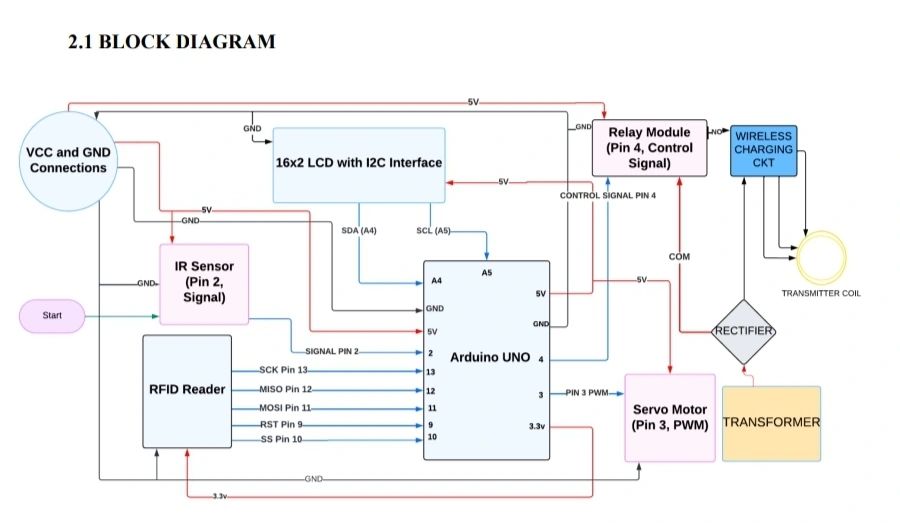 2.1 BLOCK DIAGRAM
5V
GND
GND
NO
VCC and GND
Connections
16x2 LCD with I2C Interface
Relay Module
(Pin 4, Control
Signal)
WIRELESS
CHARGING
CKT
5V
CONTROL SIGNAL PIN 4
5V
GND
SDA (A4)
SCL (A5)
COM
IR Sensor
(Pin 2,
Signal)
GND
A5
A4
5V
5V
TRANSMITTER COIL
Start
GND
GND
5V
RECTIFIER
SIGNAL PIN 2
2
Arduino UNO
4
RFID Reader
SCK Pin 13
13
MISO Pin 12
12
3
PIN 3 PWM
MOSI Pin 11
11
Servo Motor
(Pin 3, PWM)
TRANSFORMER
RST Pin 9
9
3.3v
SS Pin 10
10
GND
3.3v